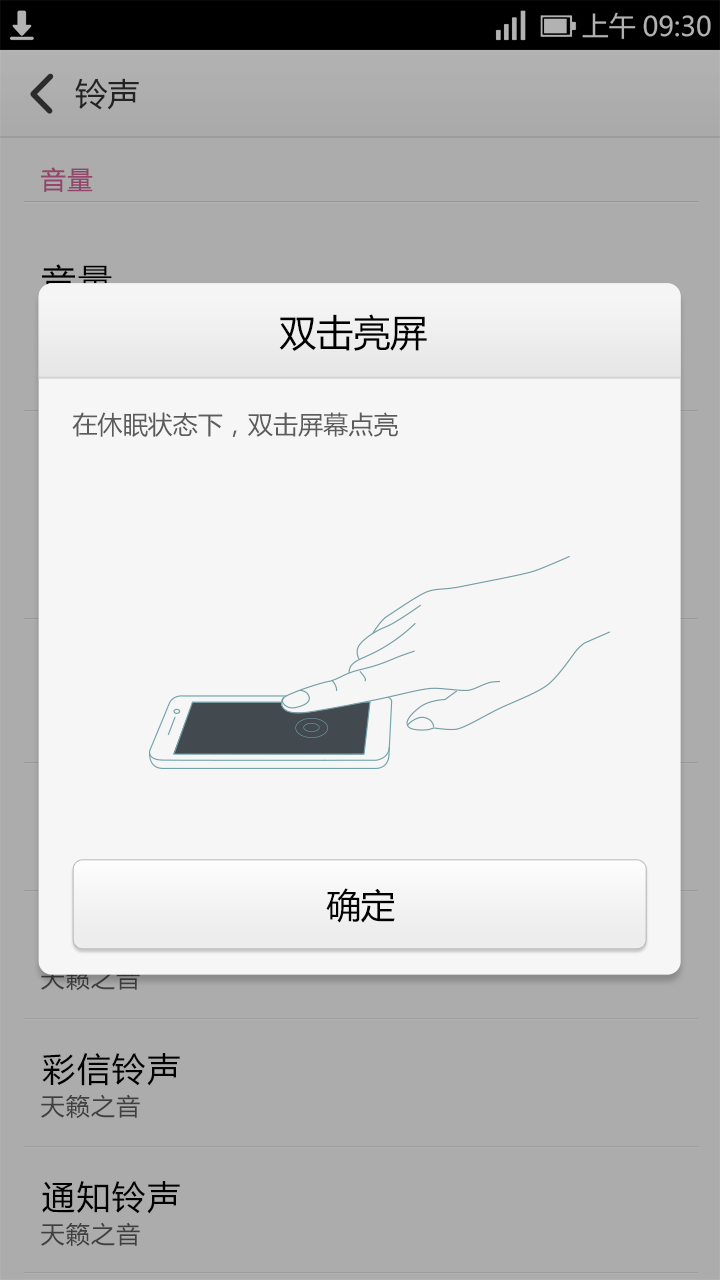 上午 09:30
铃声
音量
音量
双击亮屏
在休眠状态下，双击屏幕点亮
确定
天籁之音
彩信铃声
天籁之音
通知铃声
天籁之音